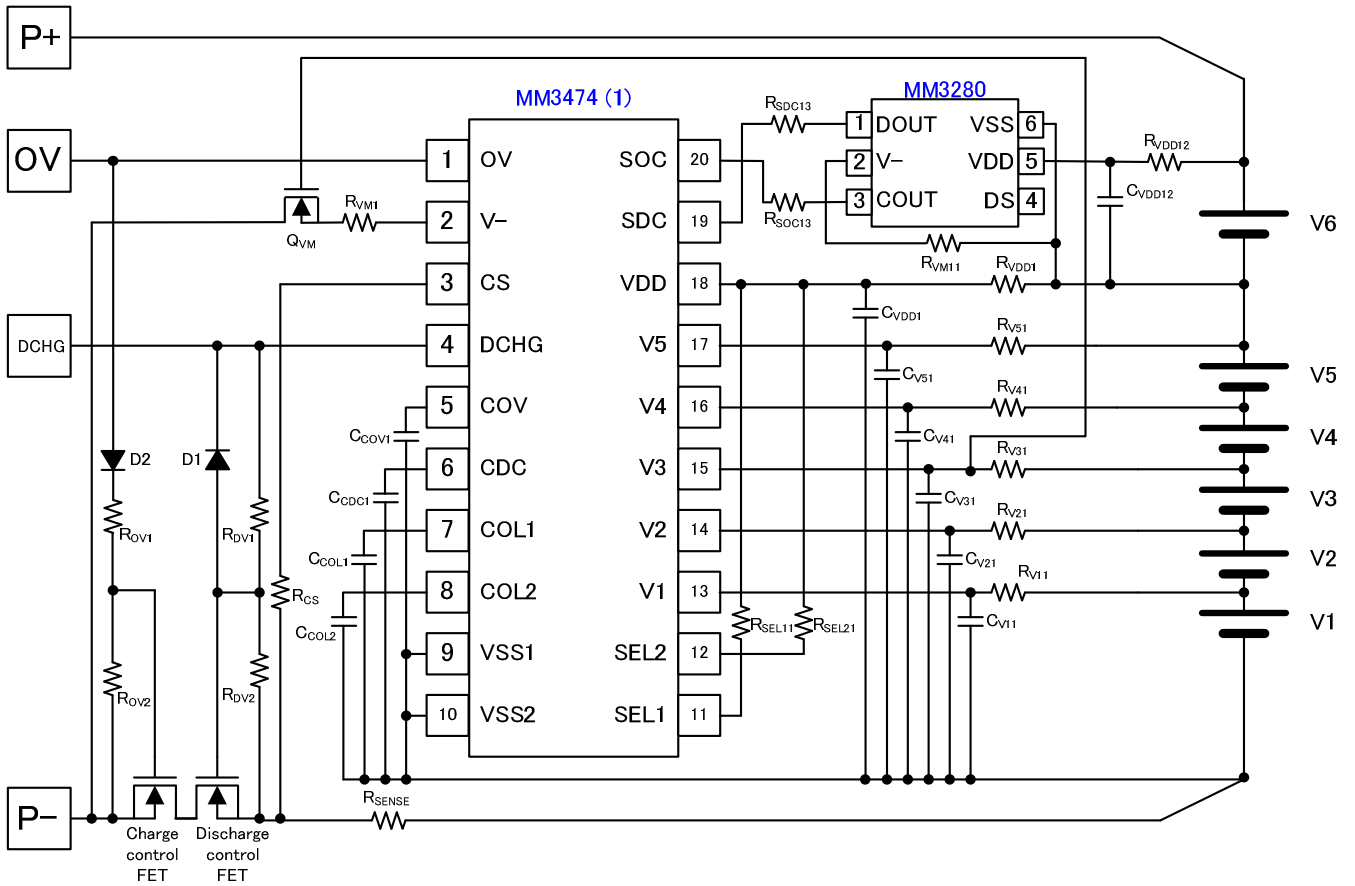 P+
MM3474 (1)
MM3280
RSDC13
1 DOUT VSS 6
RVDD12
OV
1 OV SOC 20
2 V- VDD 5
CVDD12
RSOC13
3 COUT DS 4
RVM1
QVM
2 V- SDC 19
V6
RVM11
RVDD1
3 CS VDD 18
CVDD1
RV51
DCHG
4 DCHG V5 17
CV51
V5
RV41
5 COV V4 16
CCOV1
CV41
V4
RV31
D2
D1
6 CDC V3 15
CCDC1
CV31
V3
RV21
ROV1
RDV1
7 COL1 V2 14
CCOL1
CV21
V2
RV11
RCS
8 COL2 V1 13
CCOL2
RSEL11
RSEL21
CV11
V1
9 VSS1 SEL2 12
ROV2
RDV2
10 VSS2 SEL1 11
RSENSE
P-
Charge
control
FET
Discharge
control
FET